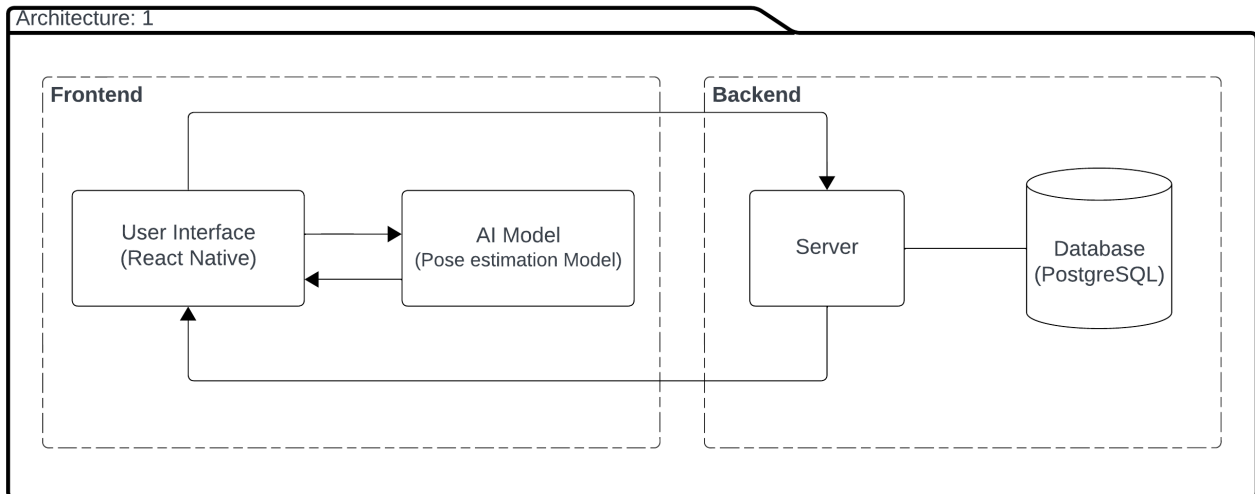 Architecture: 1
Frontend
Backend
User Interface
(React Native)
AI Model
(Pose estimation Model)
Server
Database
(PostgreSQL)